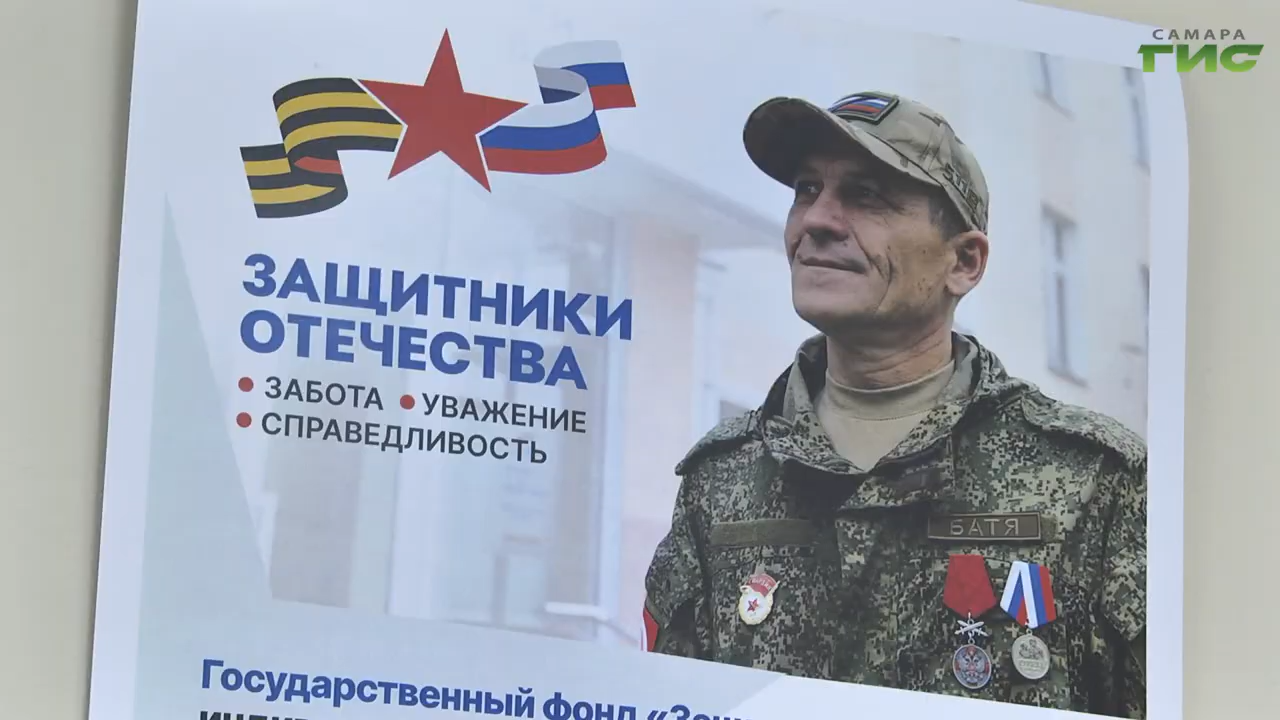 САМАРА
ГИС
ЗАЩИТНИКИ
ОТЕЧЕСТВА
• ЗАБОТА • УВАЖЕНИЕ
• СПРАВЕДЛИВОСТЬ
БАТЯ
Государственный фонд